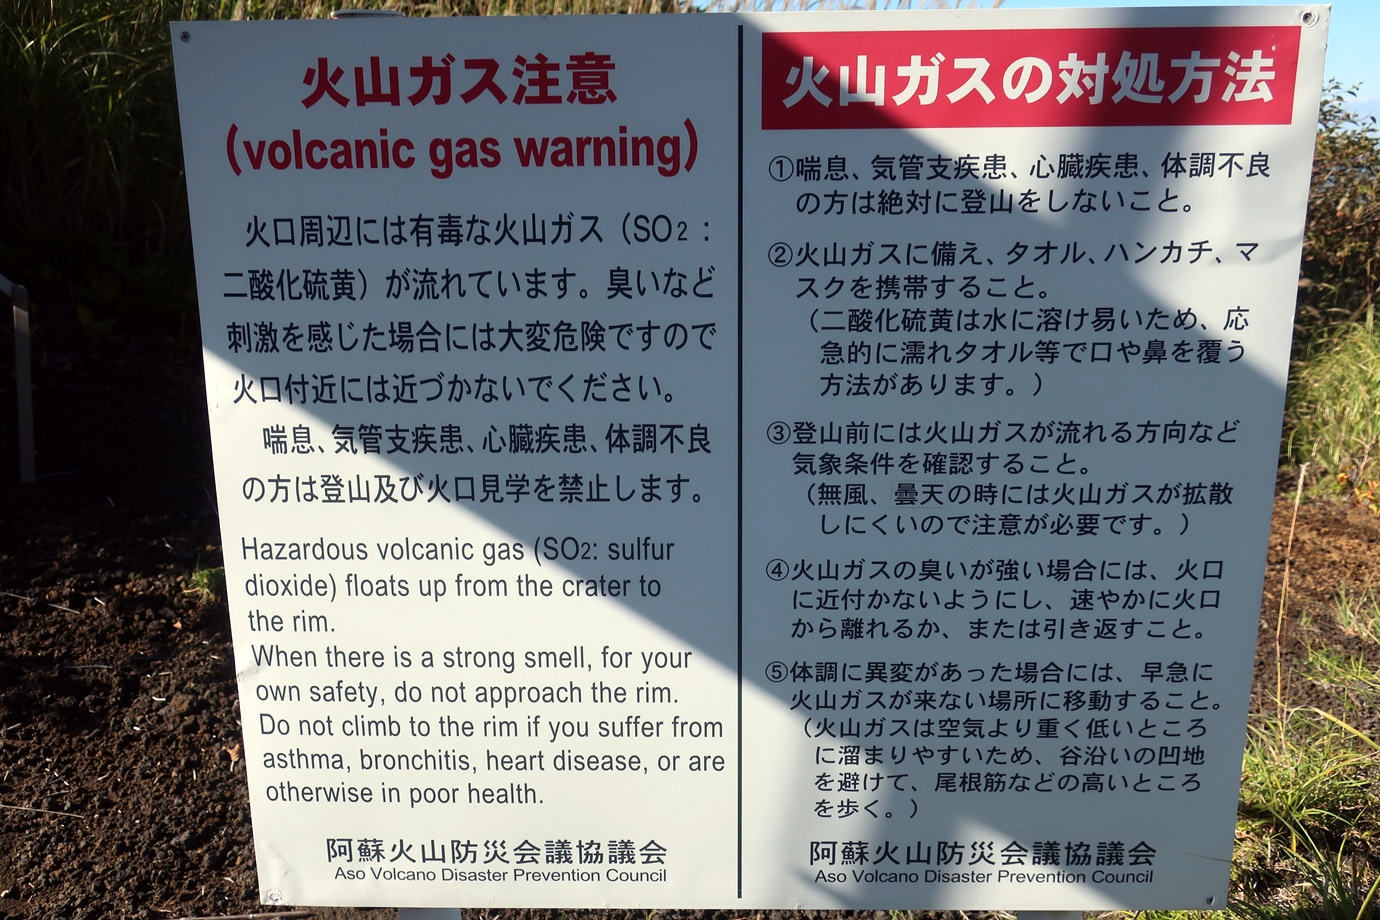 火山ガス注意
(volcanic gas warning)
火口周辺には有毒な火山ガス（SO2：
二酸化硫黄）が流れています。臭いなど
刺激を感じた場合には大変危険ですので
火口付近には近づかないでください。
喘息、気管支疾患、心臓疾患、体調不良
の方は登山及び火口見学を禁止します。
Hazardous volcanic gas (SO2: sulfur
dioxide) floats up from the crater to
the rim.
When there is a strong smell, for your
own safety, do not approach the rim.
Do not climb to the rim if you suffer from
asthma, bronchitis, heart disease, or are
otherwise in poor health.
阿蘇火山防災会議協議会
Aso Volcano Disaster Prevention Council
火山ガスの対処方法
①喘息、気管支疾患、心臓疾患、体調不良
の方は絶対に登山をしないこと。
②火山ガスに備え、タオル、ハンカチ、マ
スクを携帯すること。
（二酸化硫黄は水に溶け易いため、応
急的に濡れタオル等で口や鼻を覆う
方法があります。）
③登山前には火山ガスが流れる方向など
気象条件を確認すること。
（無風、曇天の時には火山ガスが拡散
しにくいので注意が必要です。）
④火山ガスの臭いが強い場合には、火口
に近付かないようにし、速やかに火口
から離れるか、または引き返すこと。
⑤体調に異変があった場合には、早急に
火山ガスが来ない場所に移動すること。
（火山ガスは空気より重く低いところ
に溜まりやすいため、谷沿いの凹地
を避けて、尾根筋などの高いところ
を歩く。）
阿蘇火山防災会議協議会
Aso Volcano Disaster Prevention Council